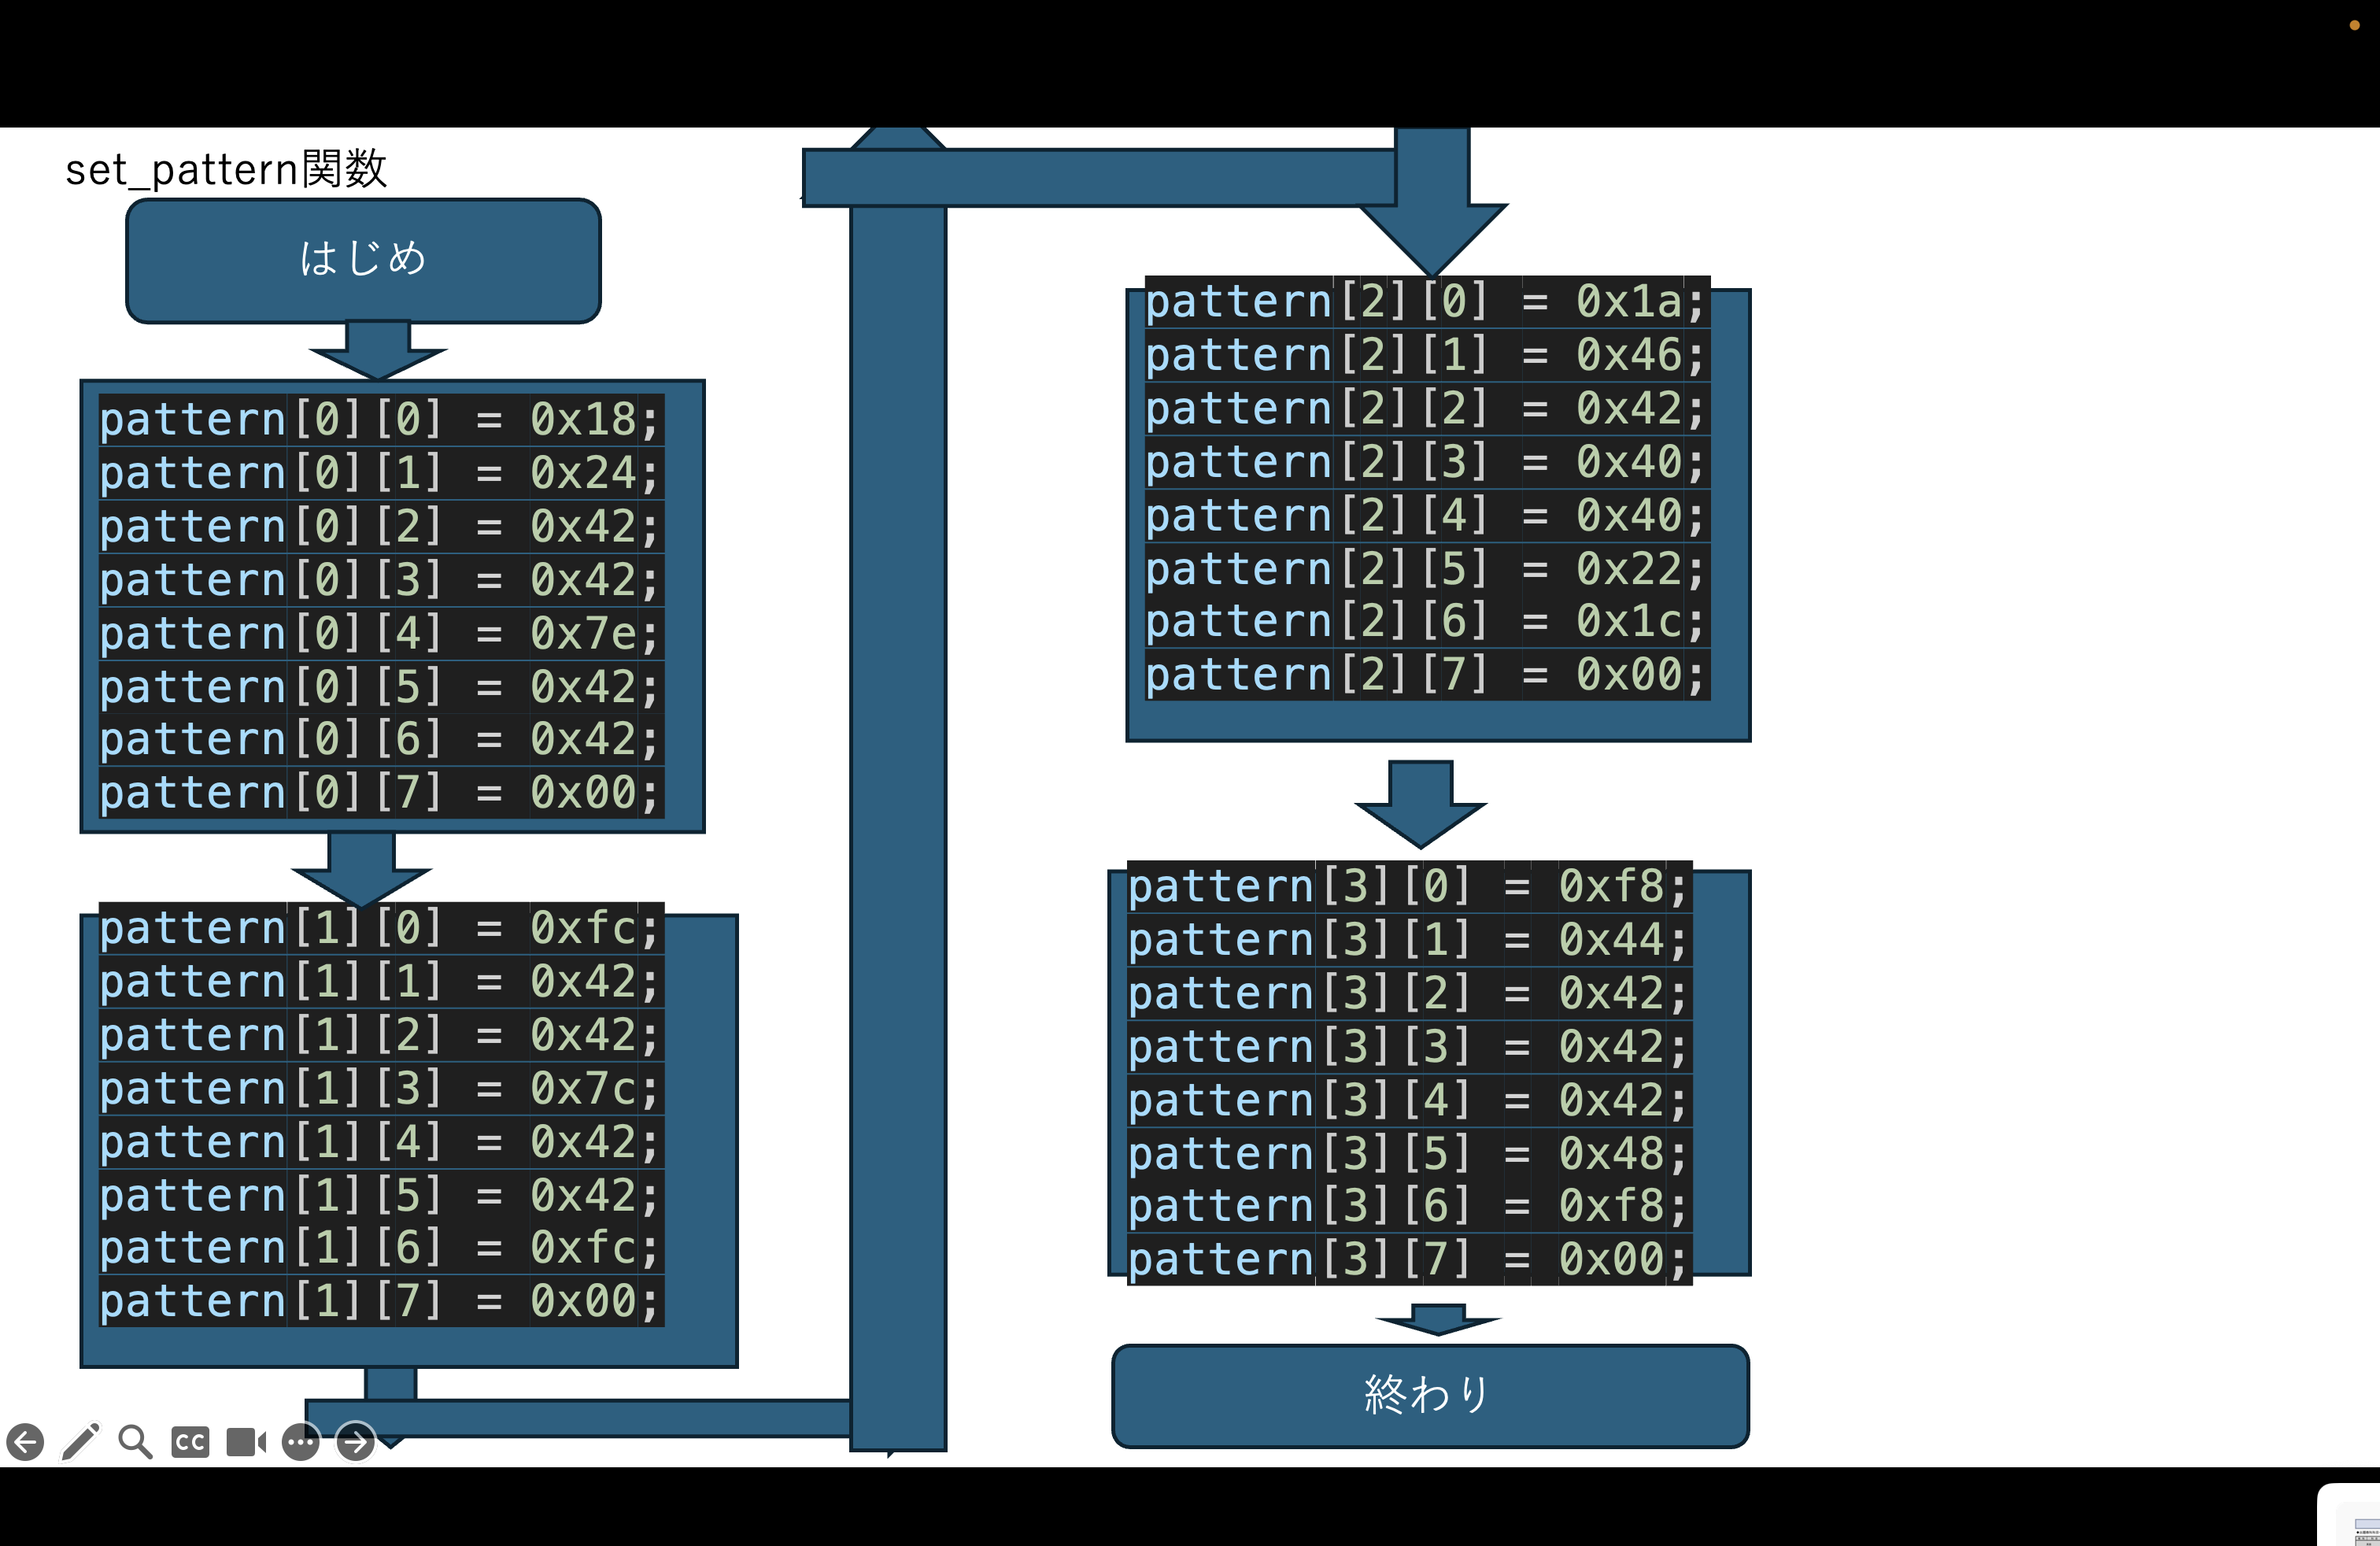 set_pattern関数
はじめ
pattern[0][0] = 0x18;
pattern[0][1] = 0x24;
pattern[0][2] = 0x42;
pattern[0][3] = 0x42;
pattern[0][4] = 0x7e;
pattern[0][5] = 0x42;
pattern[0][6] = 0x42;
pattern[0][7] = 0x00;
pattern[1][0] = 0xfc;
pattern[1][1] = 0x42;
pattern[1][2] = 0x42;
pattern[1][3] = 0x7c;
pattern[1][4] = 0x42;
pattern[1][5] = 0x42;
pattern[1][6] = 0xfc;
pattern[1][7] = 0x00;
pattern[2][0] = 0x1a;
pattern[2][1] = 0x46;
pattern[2][2] = 0x42;
pattern[2][3] = 0x40;
pattern[2][4] = 0x40;
pattern[2][5] = 0x22;
pattern[2][6] = 0x1c;
pattern[2][7] = 0x00;
pattern[3][0] = 0xf8;
pattern[3][1] = 0x44;
pattern[3][2] = 0x42;
pattern[3][3] = 0x42;
pattern[3][4] = 0x42;
pattern[3][5] = 0x48;
pattern[3][6] = 0xf8;
pattern[3][7] = 0x00;
終わり
CC